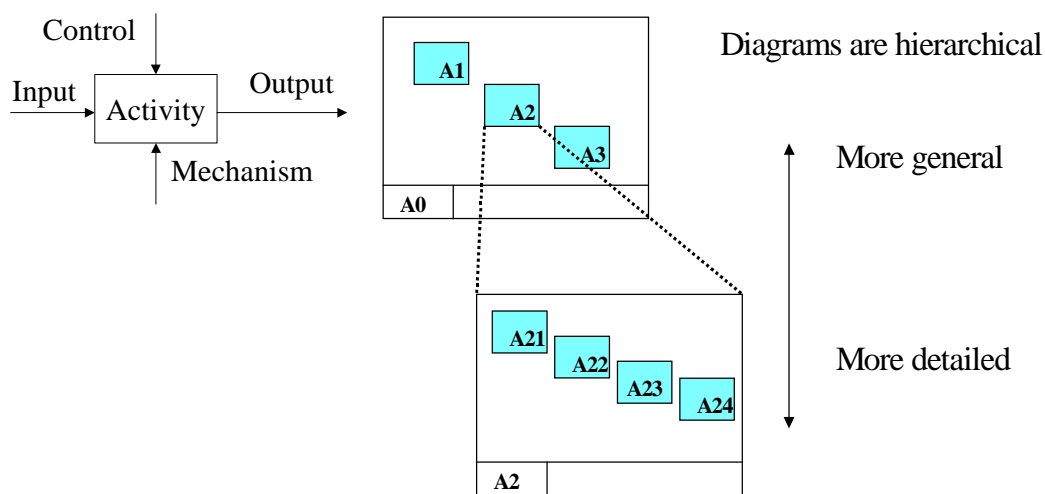 Control
Input
Activity
Output
Mechanism
A1
A2
A3
A0
Diagrams are hierarchical
More general
A21
A22
A23
A24
A2
More detailed